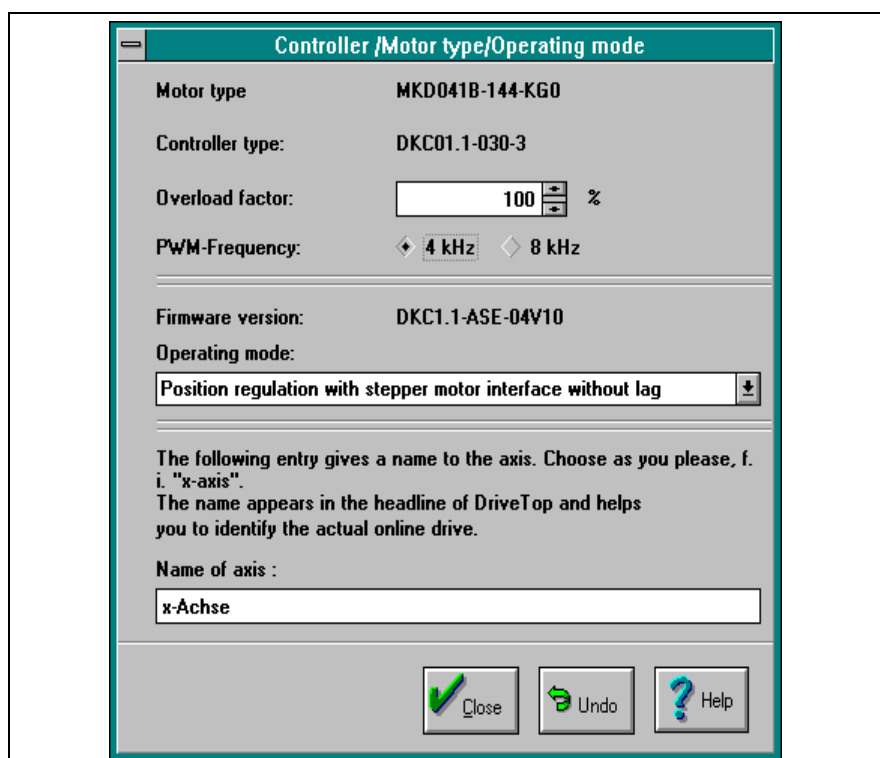 Controller /Motor type/Operating mode
Motor type MKD041B-144-KG0
Controller type: DKC01.1-030-3
Overload factor: 100 %
PWM-Frequency: 4 kHz 8 kHz
Firmware version: DKC1.1-ASE-04V10
Operating mode:
Position regulation with stepper motor interface without lag
The following entry gives a name to the axis. Choose as you please, f.
i. "x-axis".
The name appears in the headline of DriveTop and helps
you to identify the actual online drive.
Name of axis :
x-Achse
Close Undo Help